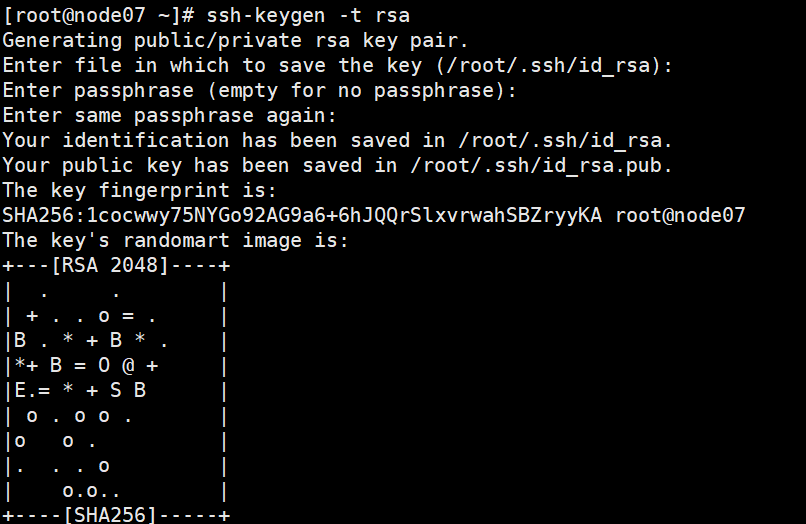 [root@node07 ~]# ssh-keygen -t rsa
Generating public/private rsa key pair.
Enter file in which to save the key (/root/.ssh/id_rsa):
Enter passphrase (empty for no passphrase):
Enter same passphrase again:
Your identification has been saved in /root/.ssh/id_rsa.
Your public key has been saved in /root/.ssh/id_rsa.pub.
The key fingerprint is:
SHA256:1cocwwy75NYGo92AG9a6+6hJQQrSlxvrwahSBZryyKA root@node07
The key's randomart image is:
+---[RSA 2048]----+
|  .     .        |
| + . . o = .     |
|B . * + B * .    |
|*+ B = O @ +     |
|E.= * + S B      |
| o . o o .       |
|o   o .          |
|.  . . o         |
|    o.o..        |
+----[SHA256]-----+